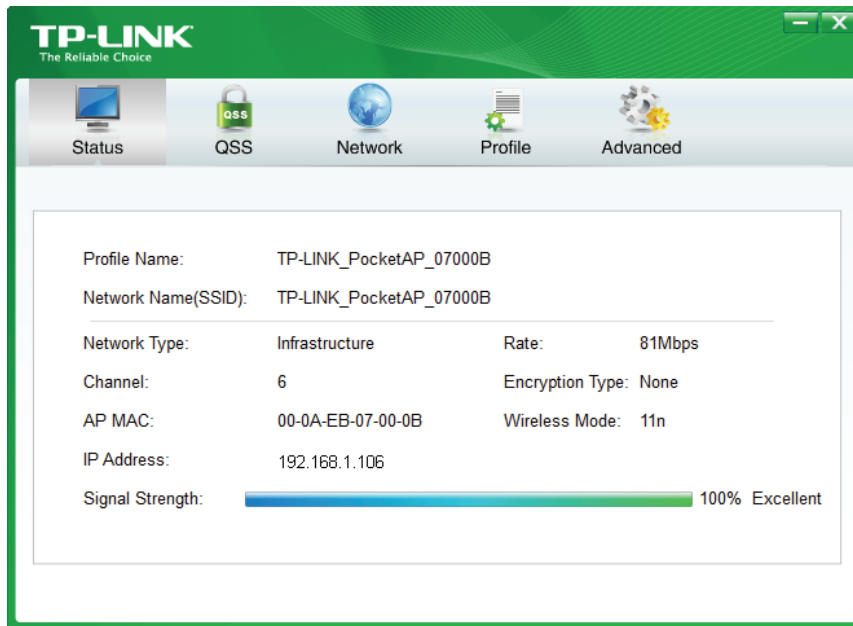 TP-LINK
The Reliable Choice
QSS
Status QSS Network Profile Advanced
Profile Name: TP-LINK_PocketAP_07000B
Network Name(SSID): TP-LINK_PocketAP_07000B
Network Type: Infrastructure Rate: 81Mbps
Channel: 6 Encryption Type: None
AP MAC: 00-0A-EB-07-00-0B Wireless Mode: 11n
IP Address: 192.168.1.106
Signal Strength: 100% Excellent